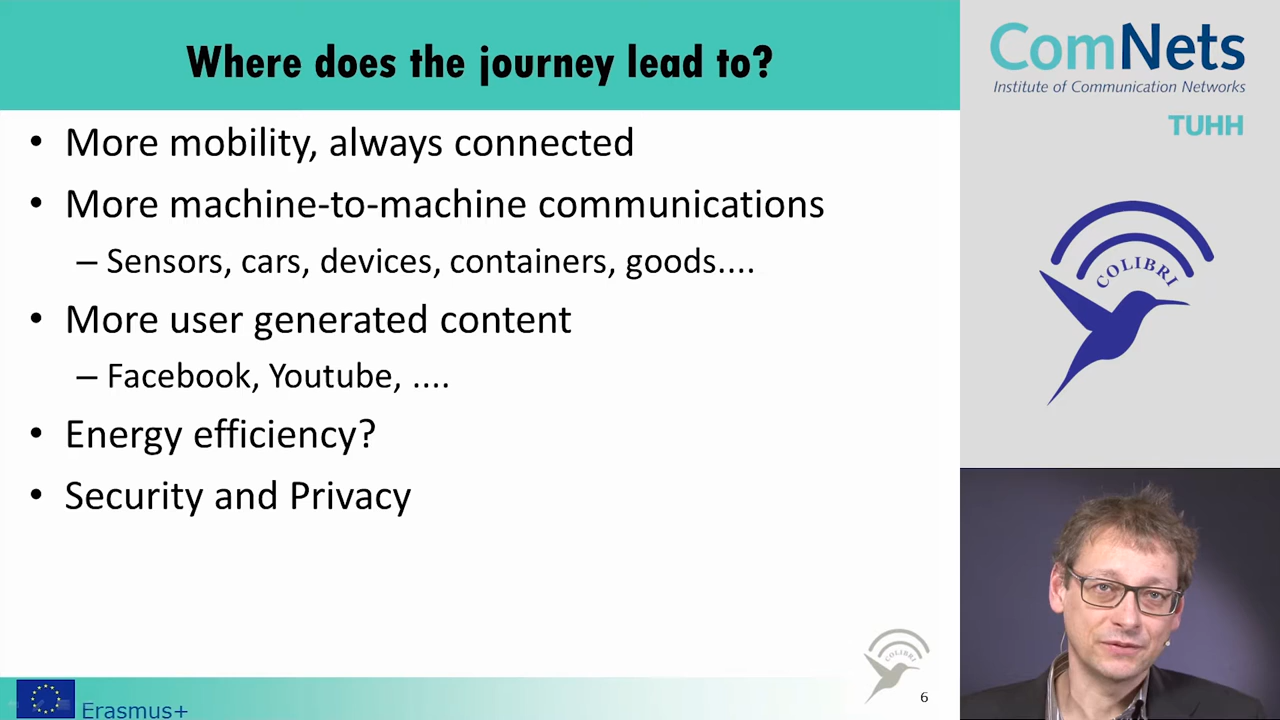 Where does the journey lead to?
• More mobility, always connected
• More machine-to-machine communications
– Sensors, cars, devices, containers, goods....
• More user generated content
– Facebook, Youtube, ....
• Energy efficiency?
• Security and Privacy
ComNets
Institute of Communication Networks
TUHH
COLIBRI
COLIBRI
Erasmus+
6